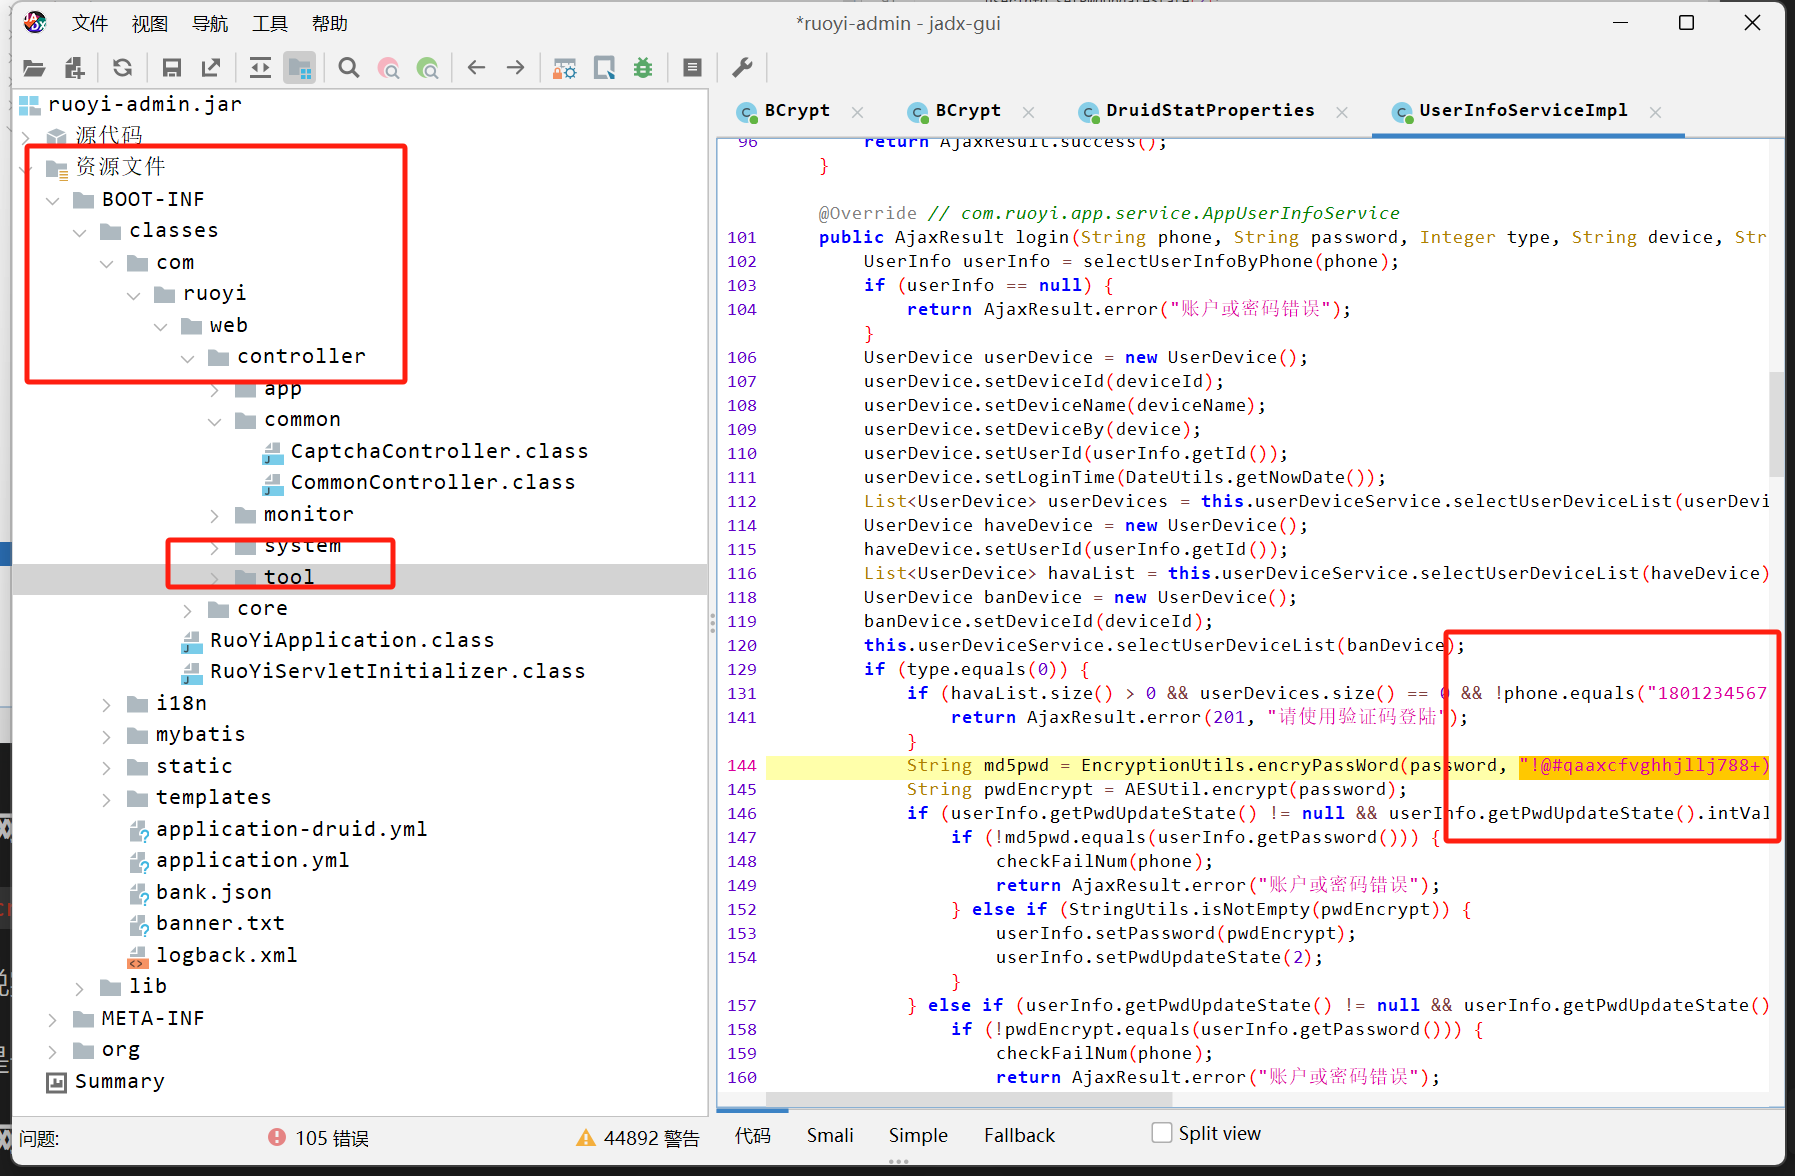 文件 视图 导航 工具 帮助
*ruoyi-admin - jadx-gui
ruoyi-admin.jar
源代码
资源文件
BOOT-INF
classes
com
ruoyi
web
controller
app
common
CaptchaController.class
CommonController.class
monitor
system
tool
core
RuoYiApplication.class
RuoYiServletInitializer.class
i18n
mybatis
static
templates
application-druid.yml
application.yml
bank.json
banner.txt
logback.xml
lib
META-INF
org
Summary
问题: 105 错误 44892 警告
BCrypt BCrypt DruidStatProperties UserInfoServiceImpl
96 return AjaxResult.success();
}
@Override // com.ruoyi.app.service.AppUserInfoService
101 public AjaxResult login(String phone, String password, Integer type, String device, Str
102 UserInfo userInfo = selectUserInfoByPhone(phone);
103 if (userInfo == null) {
104 return AjaxResult.error("账户或密码错误");
}
106 UserDevice userDevice = new UserDevice();
107 userDevice.setDeviceId(deviceId);
108 userDevice.setDeviceName(deviceName);
109 userDevice.setDeviceBy(device);
110 userDevice.setUserId(userInfo.getId());
111 userDevice.setLoginTime(DateUtils.getNowDate());
112 List<UserDevice> userDevices = this.userDeviceService.selectUserDeviceList(userDevi
114 UserDevice haveDevice = new UserDevice();
115 haveDevice.setUserId(userInfo.getId());
116 List<UserDevice> havaList = this.userDeviceService.selectUserDeviceList(haveDevice)
118 UserDevice banDevice = new UserDevice();
119 banDevice.setDeviceId(deviceId);
120 this.userDeviceService.selectUserDeviceList(banDevice);
129 if (type.equals(0)) {
131 if (havaList.size() > 0 && userDevices.size() == 0 && !phone.equals("1801234567
141 return AjaxResult.error(201, "请使用验证码登陆");
}
144 String md5pwd = EncryptionUtils.encryPassWord(password, "!@#qaaxcfvghhjllj788+)
145 String pwdEncrypt = AESUtil.encrypt(password);
146 if (userInfo.getPwdUpdateState() != null && userInfo.getPwdUpdateState().intVal
147 if (!md5pwd.equals(userInfo.getPassword())) {
148 checkFailNum(phone);
149 return AjaxResult.error("账户或密码错误");
152 } else if (StringUtils.isNotEmpty(pwdEncrypt)) {
153 userInfo.setPassword(pwdEncrypt);
154 userInfo.setPwdUpdateState(2);
}
157 } else if (userInfo.getPwdUpdateState() != null && userInfo.getPwdUpdateState()
158 if (!pwdEncrypt.equals(userInfo.getPassword())) {
159 checkFailNum(phone);
160 return AjaxResult.error("账户或密码错误");
代码 Smali Simple Fallback Split view